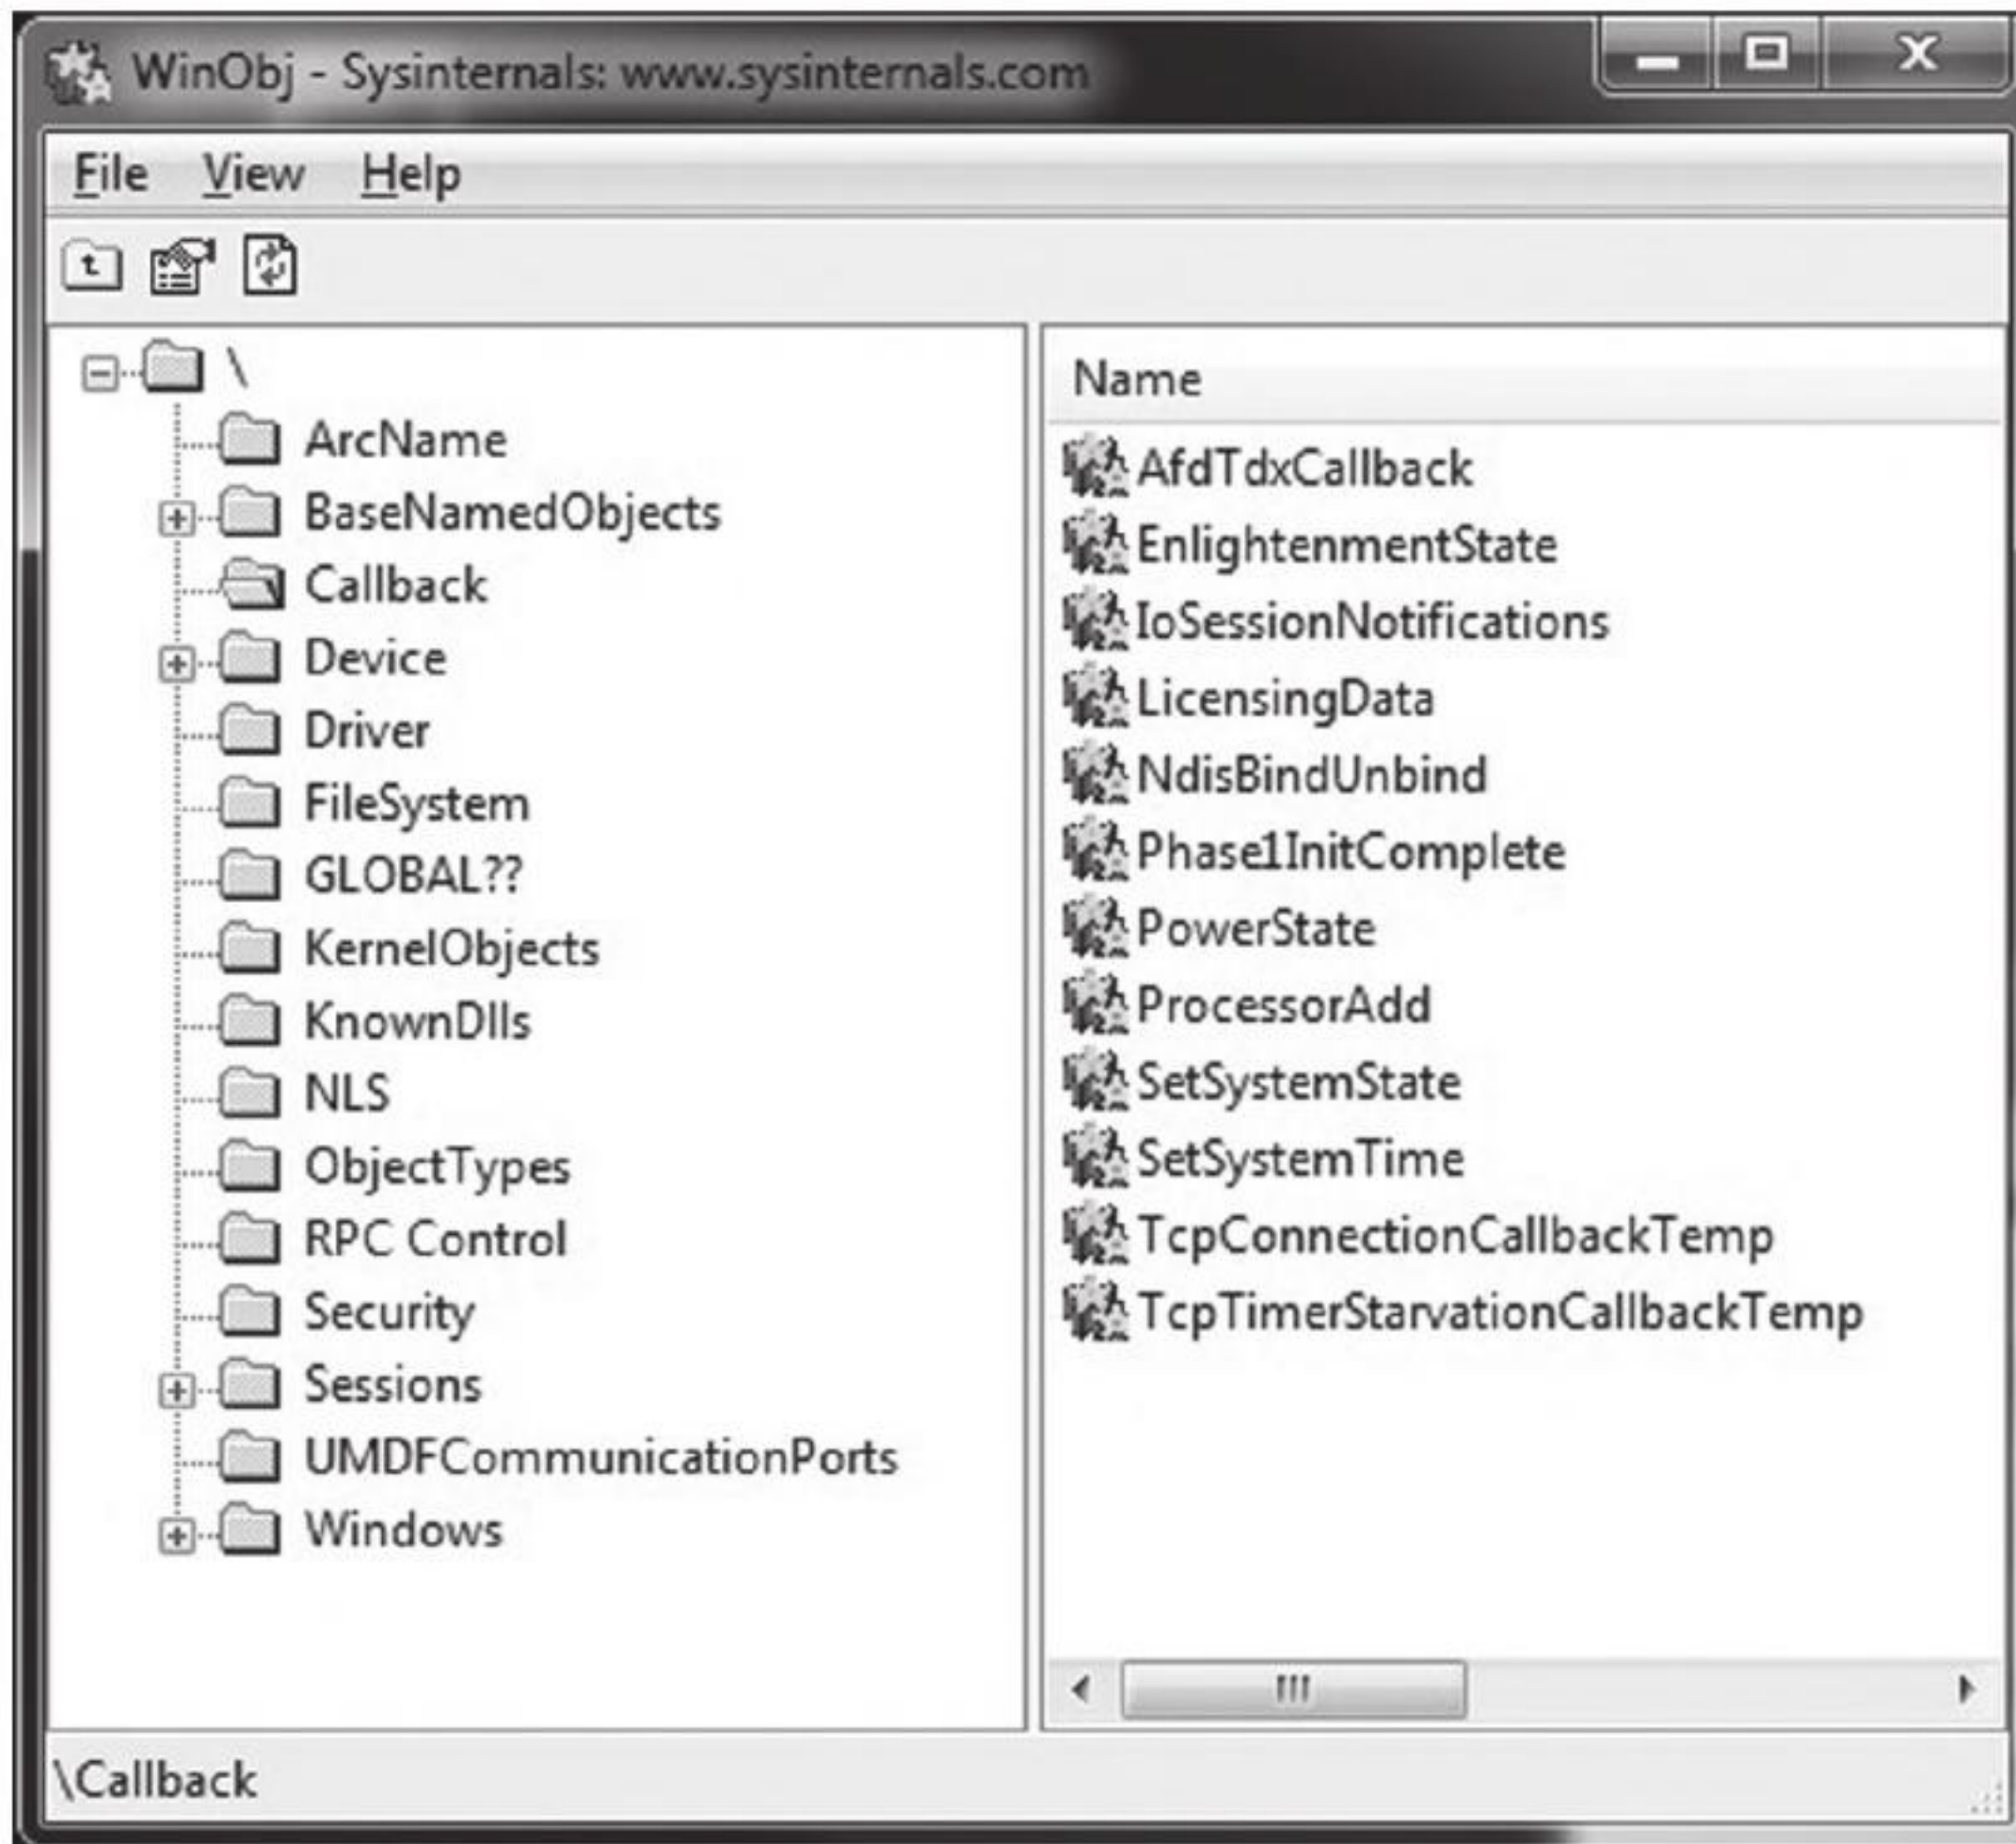 WinObj - Sysinternals: www.sysinternals.com
File View Help
\
ArcName
BaseNamedObjects
Callback
Device
Driver
FileSystem
GLOBAL??
KernelObjects
KnownDlls
NLS
ObjectTypes
RPC Control
Security
Sessions
UMDFCommunicationPorts
Windows
Name
AfdTdxCallback
EnlightenmentState
IoSessionNotifications
LicensingData
NdisBindUnbind
Phase1InitComplete
PowerState
ProcessorAdd
SetSystemState
SetSystemTime
TcpConnectionCallbackTemp
TcpTimerStarvationCallbackTemp
\Callback